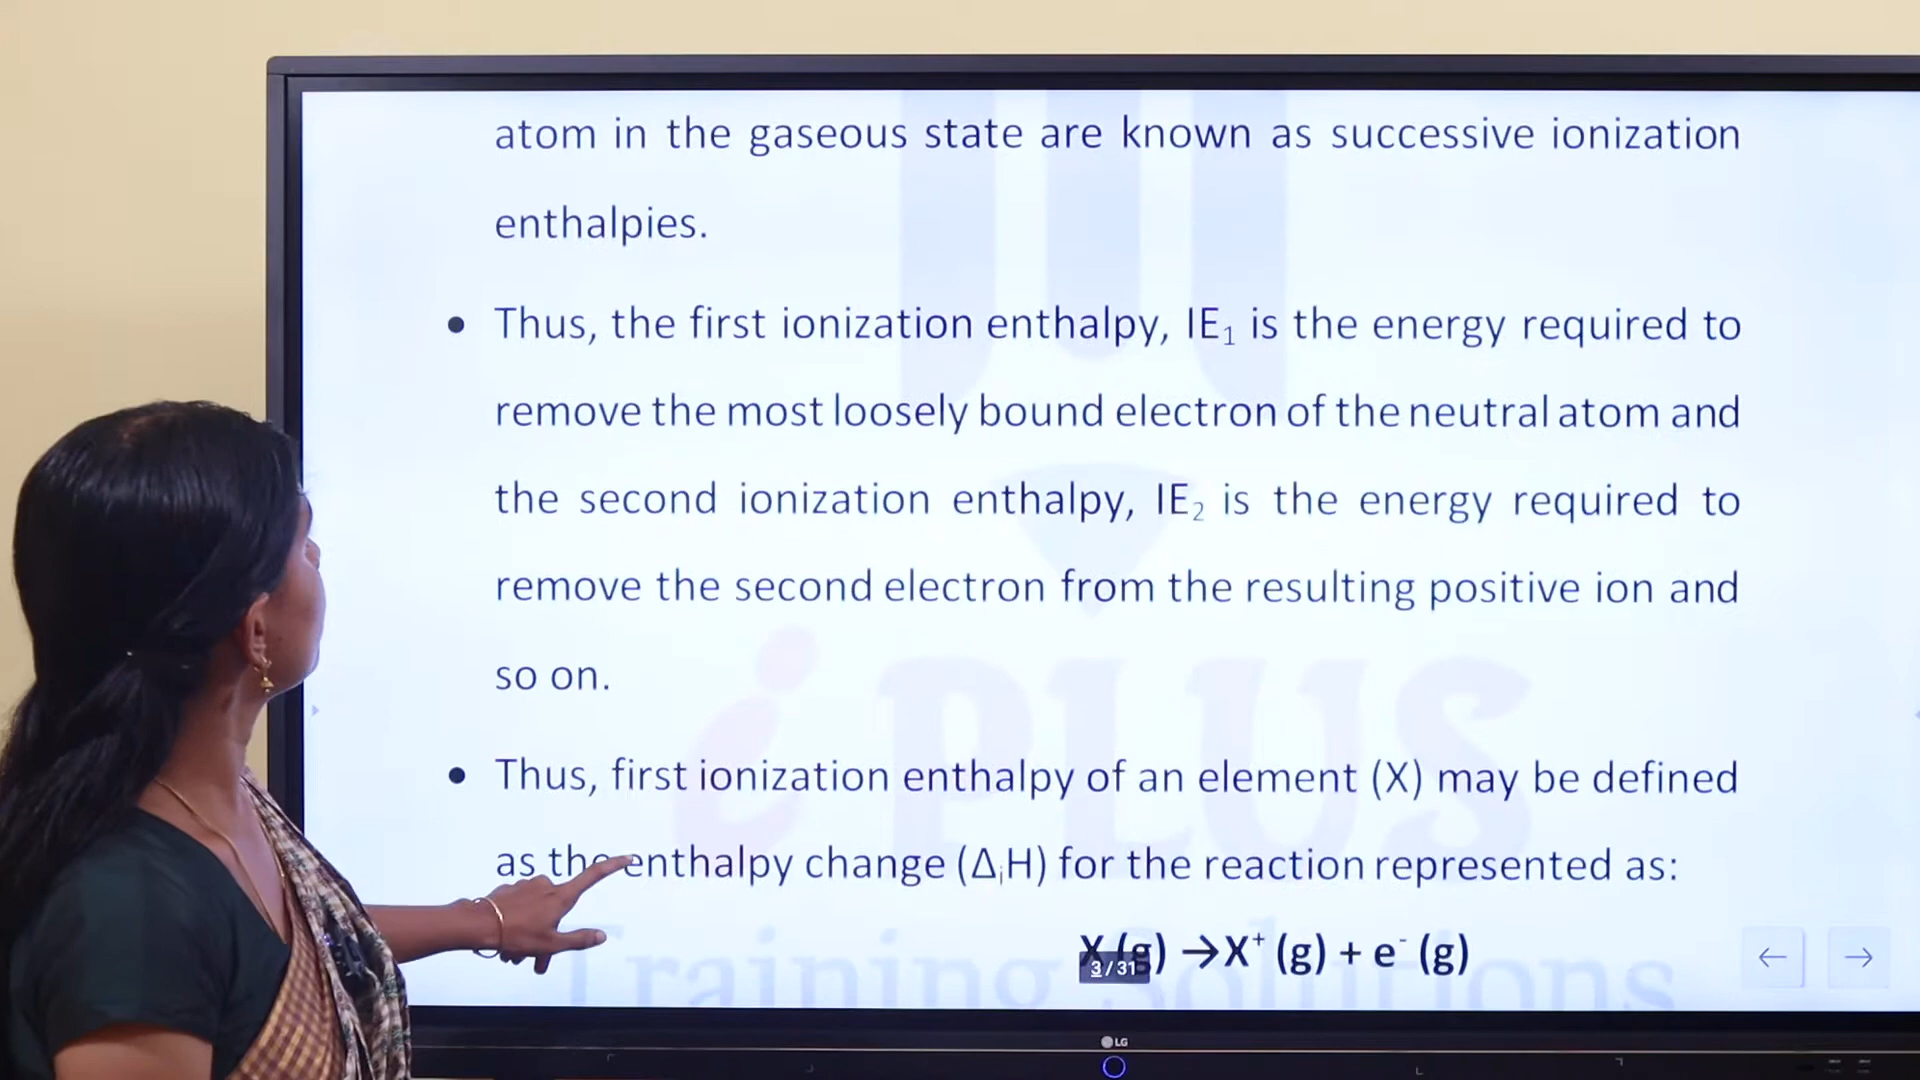 atom in the gaseous state are known as successive ionization
enthalpies.
• Thus, the first ionization enthalpy, IE₁ is the energy required to
remove the most loosely bound electron of the neutral atom and
the second ionization enthalpy, IE₂ is the energy required to
remove the second electron from the resulting positive ion and
so on.
• Thus, first ionization enthalpy of an element (X) may be defined
as the enthalpy change (ΔᵢH) for the reaction represented as:
X (g) → X⁺ (g) + e⁻ (g)
3 / 31
i PLUS
Training Solutions
LG